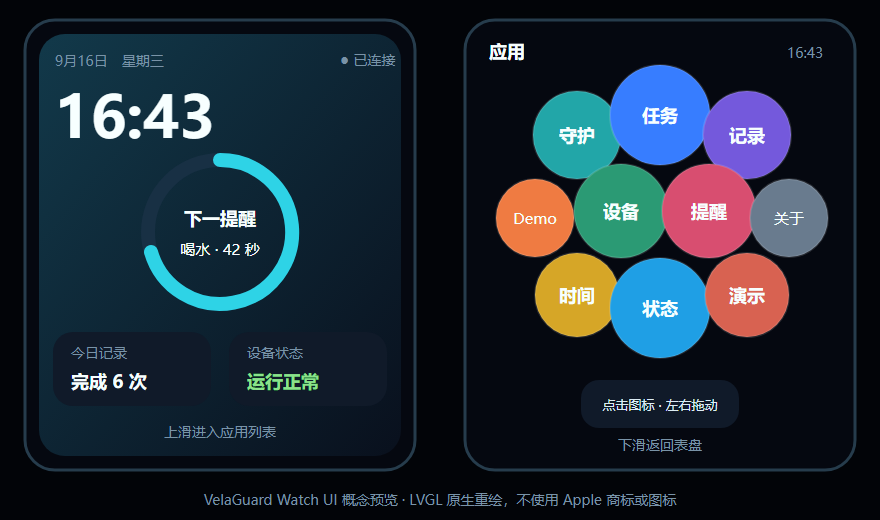 9月16日 星期三
● 已连接
16:43
下一提醒
喝水 · 42 秒
今日记录
完成 6 次
设备状态
运行正常
上滑进入应用列表
应用
16:43
守护
任务
记录
Demo
设备
提醒
关于
时间
状态
演示
点击图标 · 左右拖动
下滑返回表盘
VelaGuard Watch UI 概念预览 · LVGL 原生重绘，不使用 Apple 商标或图标